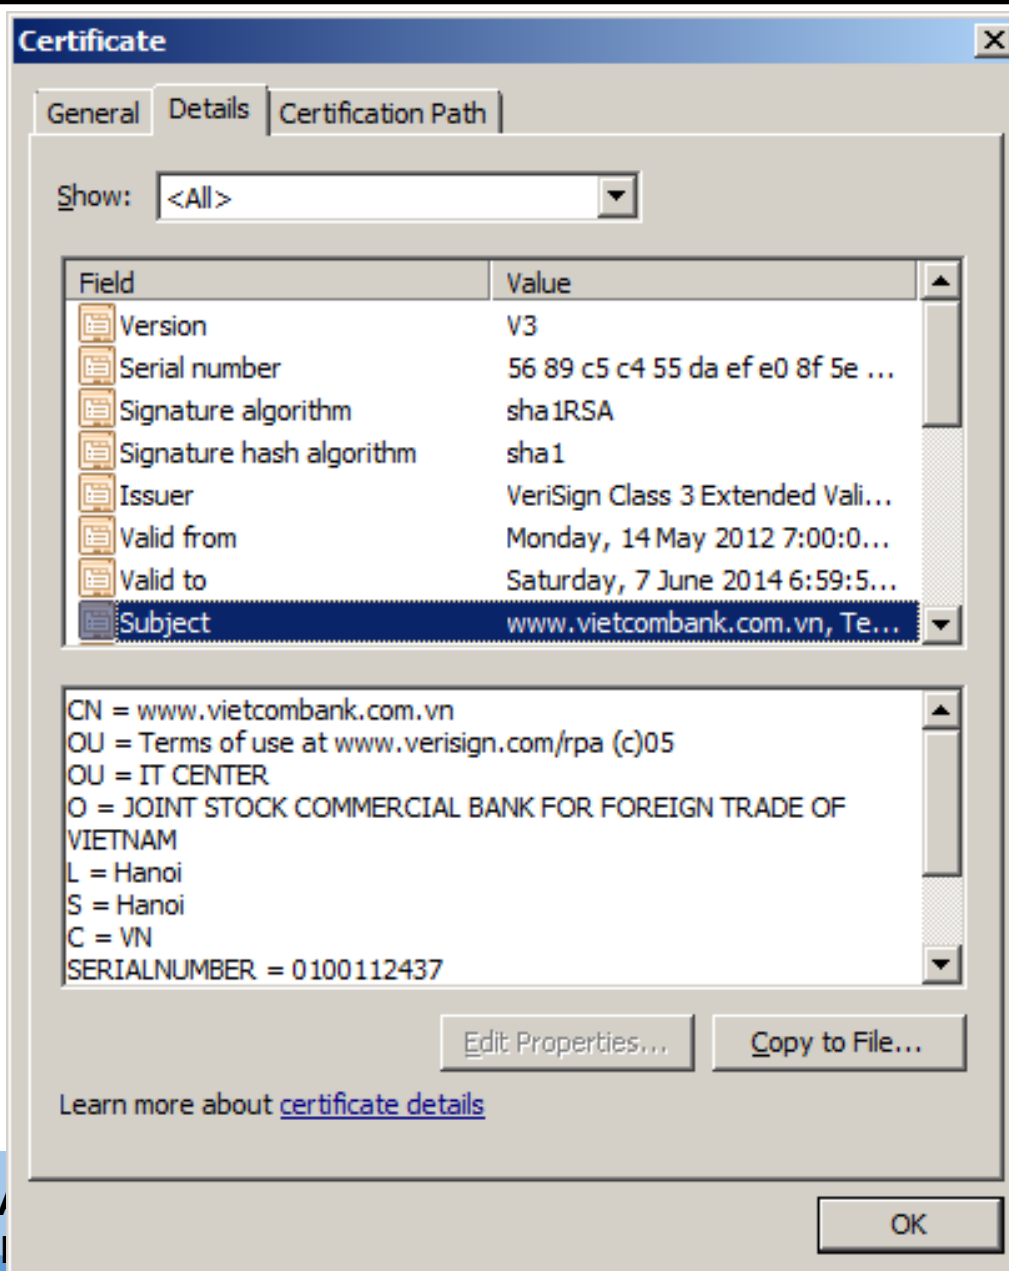 Certificate
General Details Certification Path
Show: <All>
Field Value
Version V3
Serial number 56 89 c5 c4 55 da ef e0 8f 5e ...
Signature algorithm sha1RSA
Signature hash algorithm sha1
Issuer VeriSign Class 3 Extended Vali...
Valid from Monday, 14 May 2012 7:00:0...
Valid to Saturday, 7 June 2014 6:59:5...
Subject www.vietcombank.com.vn, Te...
CN = www.vietcombank.com.vn
OU = Terms of use at www.verisign.com/rpa (c)05
OU = IT CENTER
O = JOINT STOCK COMMERCIAL BANK FOR FOREIGN TRADE OF
VIETNAM
L = Hanoi
S = Hanoi
C = VN
SERIALNUMBER = 0100112437
Edit Properties... Copy to File...
Learn more about certificate details
OK